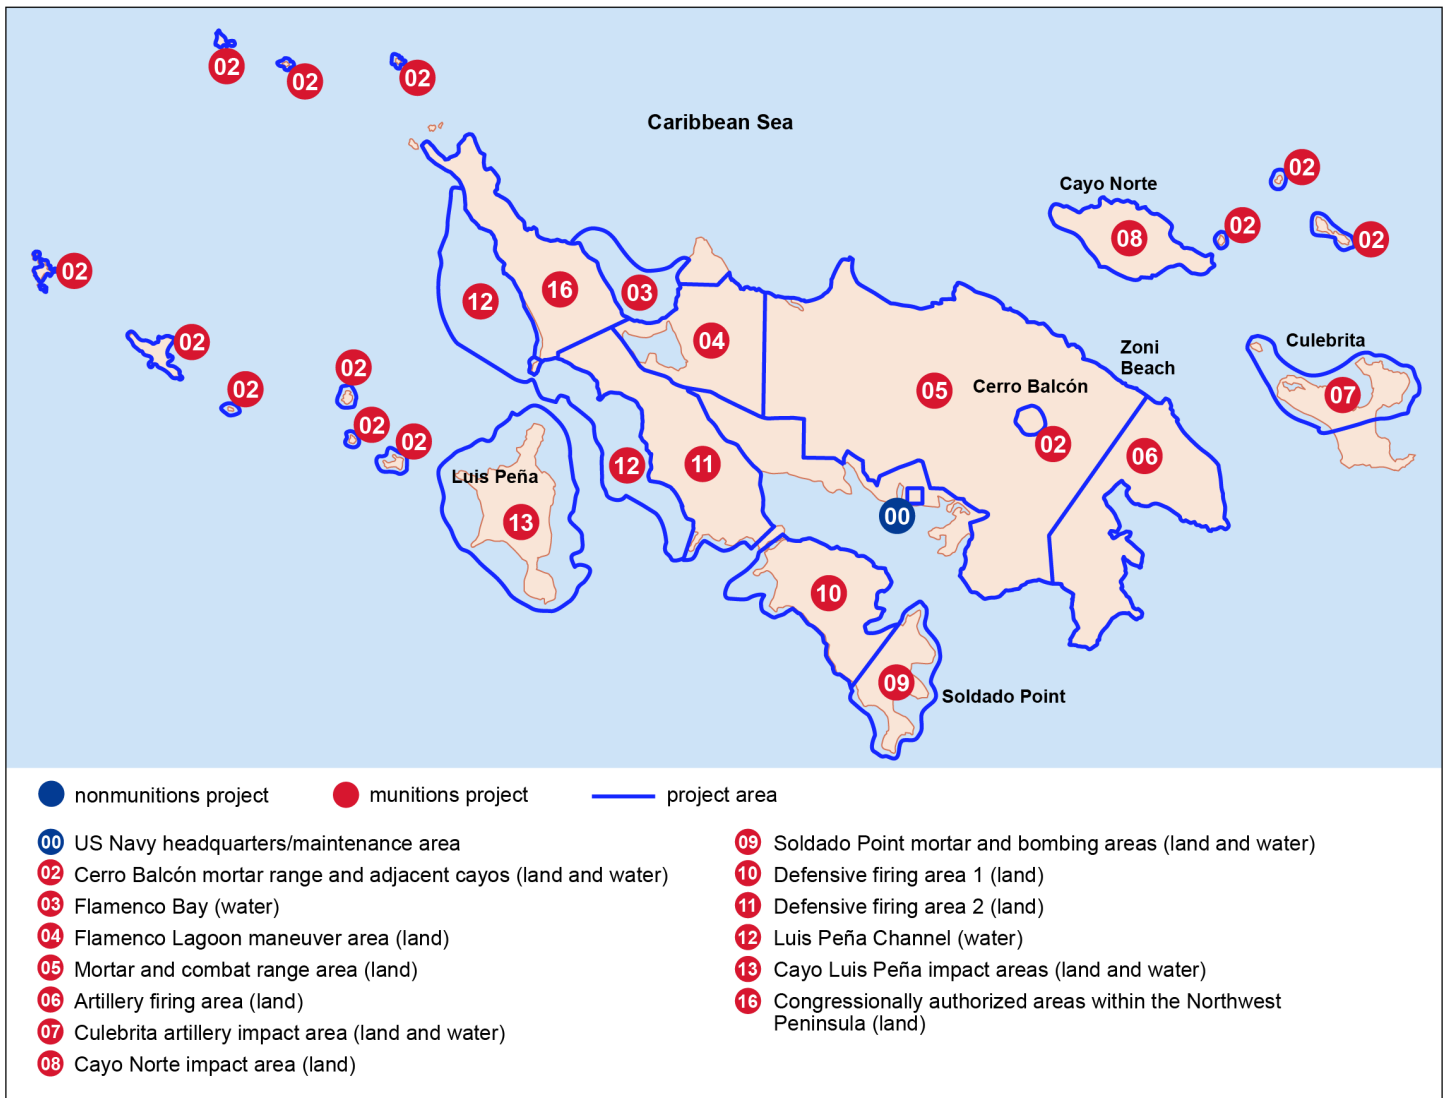 02
02
02
Caribbean Sea
02
Cayo Norte
02
08
02
02
12
16
03
02
04
Zoni
Beach
Culebrita
02
02
02
05
Cerro Balcón
07
02
02
02
06
12
11
Luis Peña
13
00
10
09
Soldado Point
nonmunitions project
munitions project
project area
00 US Navy headquarters/maintenance area
02 Cerro Balcón mortar range and adjacent cayos (land and water)
03 Flamenco Bay (water)
04 Flamenco Lagoon maneuver area (land)
05 Mortar and combat range area (land)
06 Artillery firing area (land)
07 Culebrita artillery impact area (land and water)
08 Cayo Norte impact area (land)
09 Soldado Point mortar and bombing areas (land and water)
10 Defensive firing area 1 (land)
11 Defensive firing area 2 (land)
12 Luis Peña Channel (water)
13 Cayo Luis Peña impact areas (land and water)
16 Congressionally authorized areas within the Northwest
Peninsula (land)